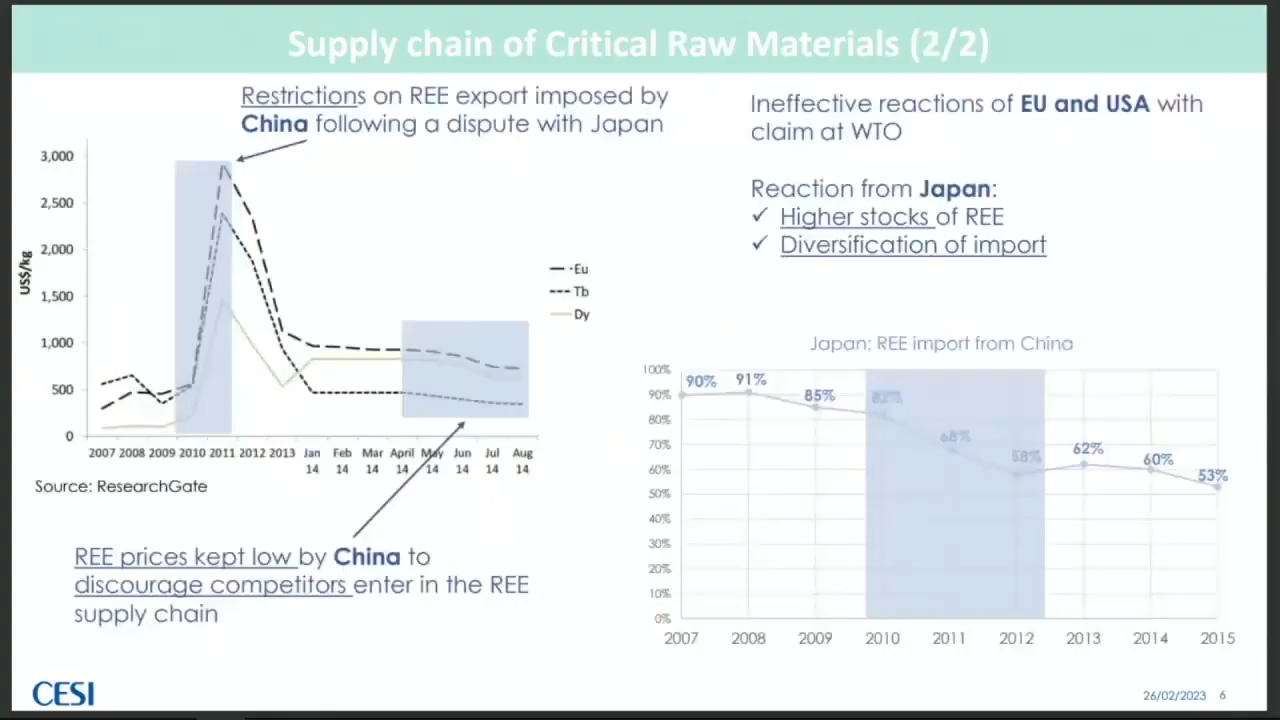 Supply chain of Critical Raw Materials (2/2)
Restrictions on REE export imposed by
China following a dispute with Japan
US$/kg
3,000
2,500
2,000
1,500
1,000
500
0
2007 2008 2009 2010 2011 2012 2013 Jan Feb Mar April May Jun Jul Aug
14 14 14 14 14 14 14 14
-Eu
Tb
Dy
Source: ResearchGate
REE prices kept low by China to
discourage competitors enter in the REE
supply chain
Ineffective reactions of EU and USA with
claim at WTO
Reaction from Japan:
✓ Higher stocks of REE
✓ Diversification of import
Japan: REE import from China
100%
90%
80%
70%
60%
50%
40%
30%
20%
10%
0%
90% 91% 85% 82% 68% 58% 62% 60% 53%
2007 2008 2009 2010 2011 2012 2013 2014 2015
CESI
26/02/2023 6